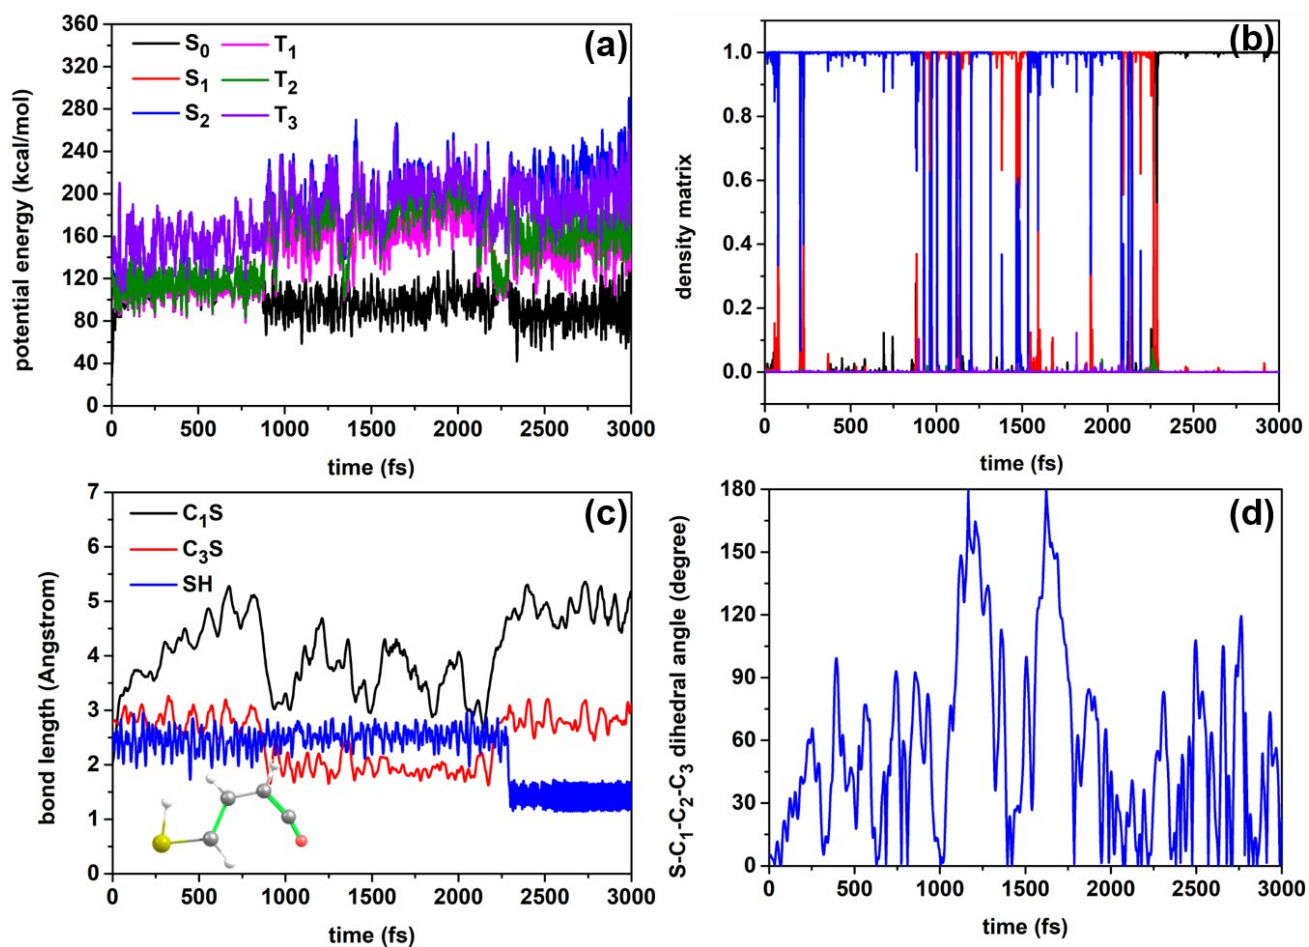 (a)
potential energy (kcal/mol)
360
320
280
240
200
160
120
80
40
0
S₀ T₁
S₁ T₂
S₂ T₃
0 500 1000 1500 2000 2500 3000
time (fs)
(b)
density matrix
1.0
0.8
0.6
0.4
0.2
0.0
0 500 1000 1500 2000 2500 3000
time (fs)
(c)
bond length (Angstrom)
7
6
5
4
3
2
1
0
C₁S
C₃S
SH
0 500 1000 1500 2000 2500 3000
time (fs)
(d)
S-C₁-C₂-C₃ dihedral angle (degree)
180
150
120
90
60
30
0
0 500 1000 1500 2000 2500 3000
time (fs)